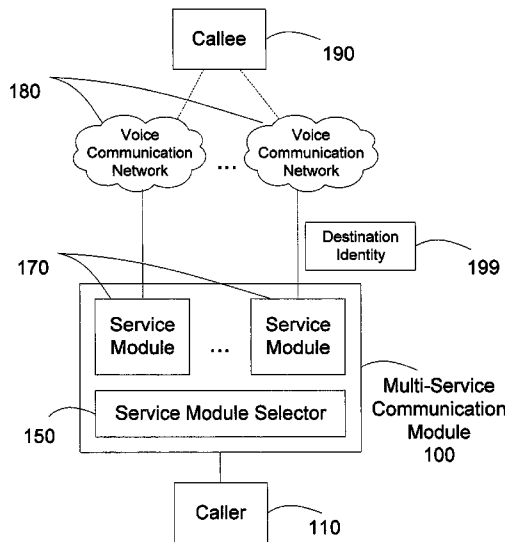 Callee
190
180
Voice
Communication
Network
...
Voice
Communication
Network
Destination
Identity
199
170
Service
Module
...
Service
Module
Multi-Service
Communication
Module
100
150
Service Module Selector
Caller
110